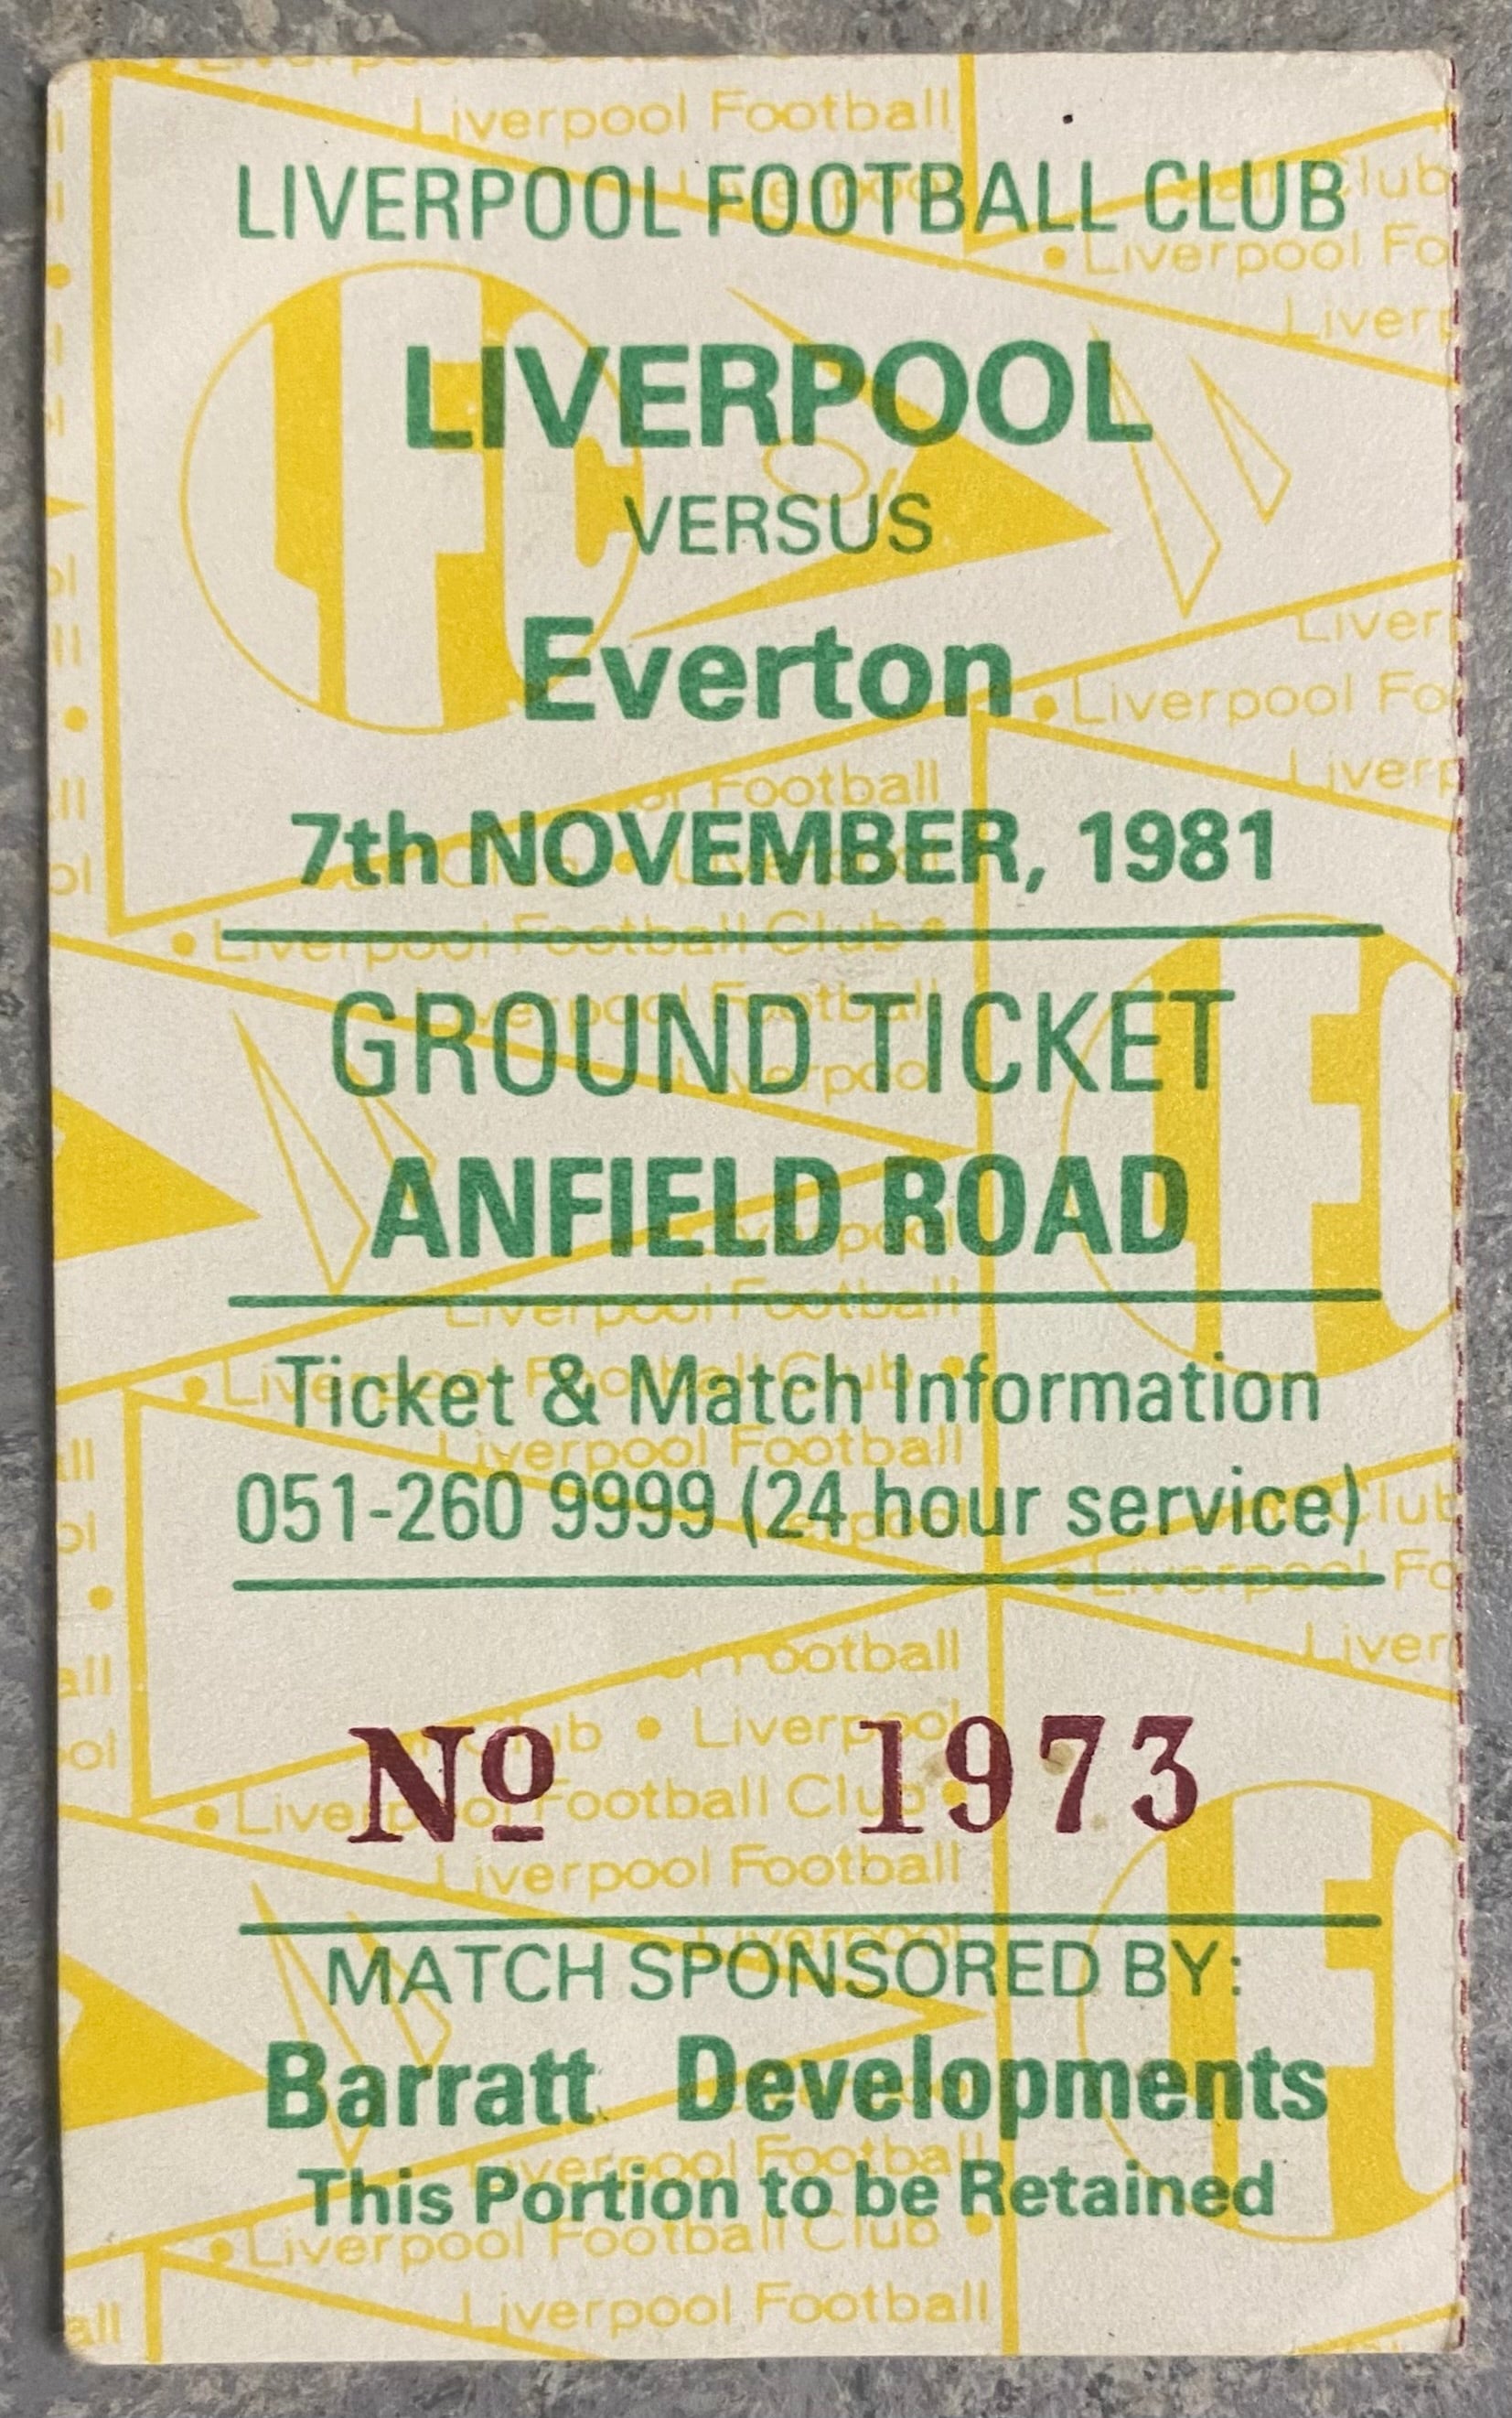 LIVERPOOL FOOTBALL CLUB
LIVERPOOL
VERSUS
Everton
7th NOVEMBER, 1981
GROUND TICKET
ANFIELD ROAD
Ticket & Match Information
051-260 9999 (24 hour service)
Nº 1973
MATCH SPONSORED BY:
Barratt Developments
This Portion to be Retained